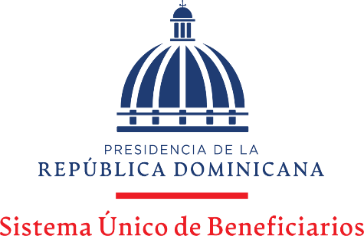 PRESIDENCIA DE LA
REPÚBLICA DOMINICANA
Sistema Único de Beneficiarios